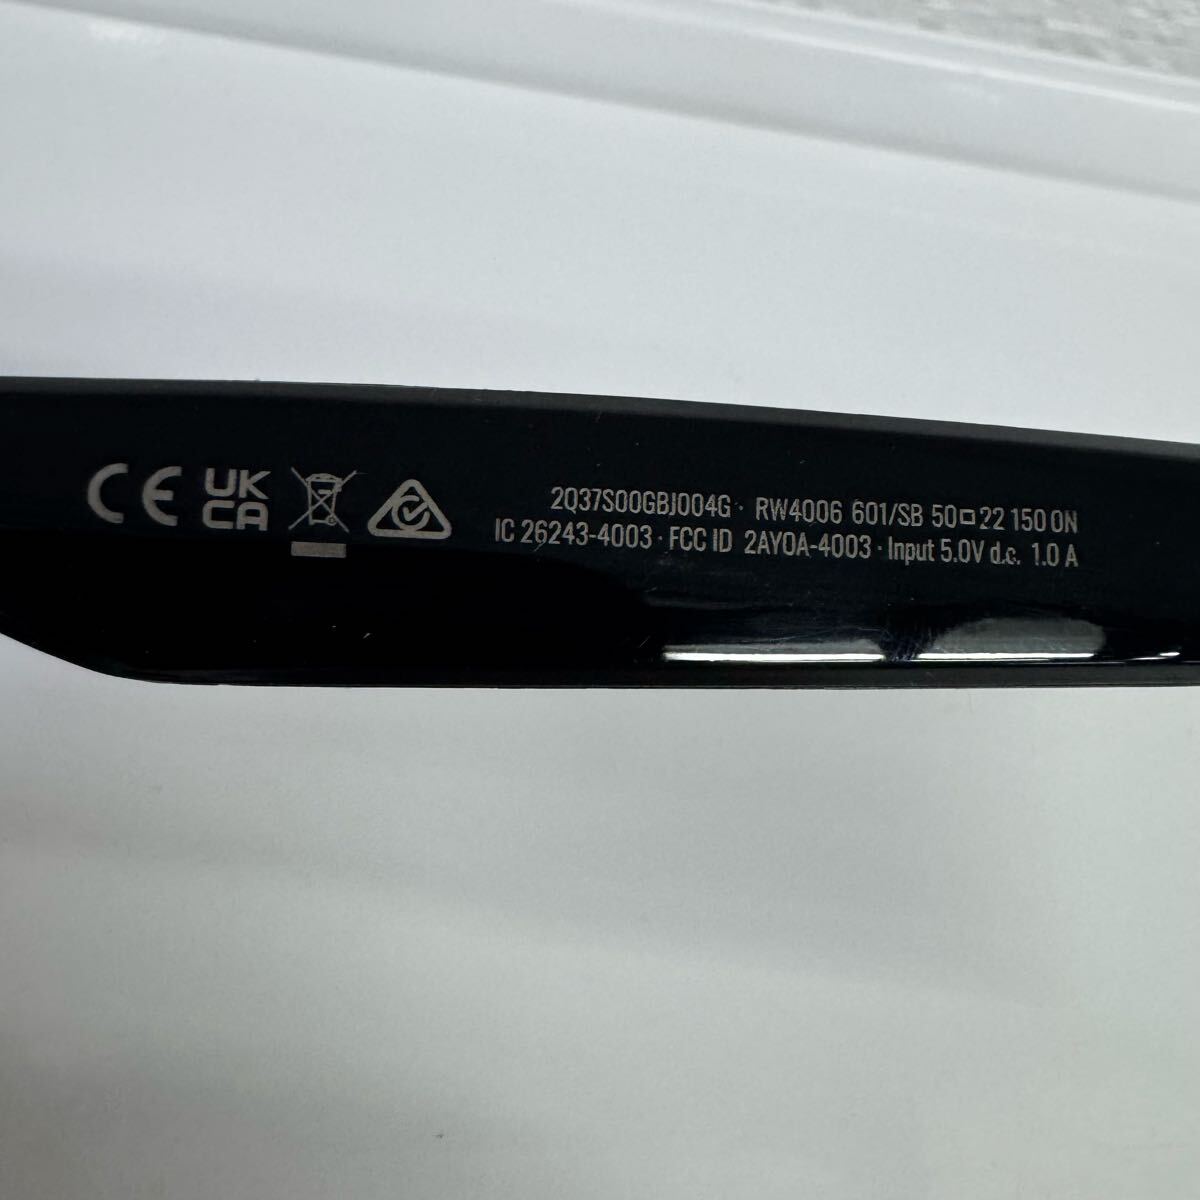 CE UK CA
2Q37S00GBJ004G · RW4006 601/SB 50□22 150 0N
IC 26243-4003 · FCC ID 2AYOA-4003 · Input 5.0V d.c. 1.0 A